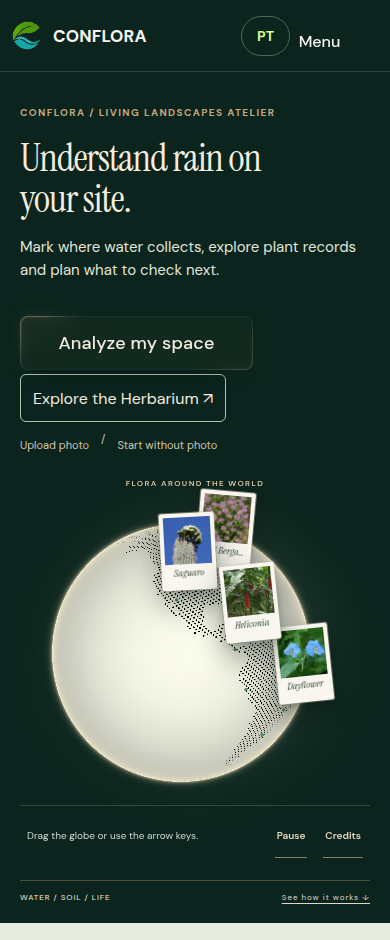 CONFLORA
PT
Menu
CONFLORA / LIVING LANDSCAPES ATELIER
Understand rain on
your site.
Mark where water collects, explore plant records
and plan what to check next.
Analyze my space
Explore the Herbarium ↗
Upload photo / Start without photo
FLORA AROUND THE WORLD
Berga...
Saguaro
Heliconia
Dayflower
Drag the globe or use the arrow keys.
Pause
Credits
WATER / SOIL / LIFE
See how it works ↓